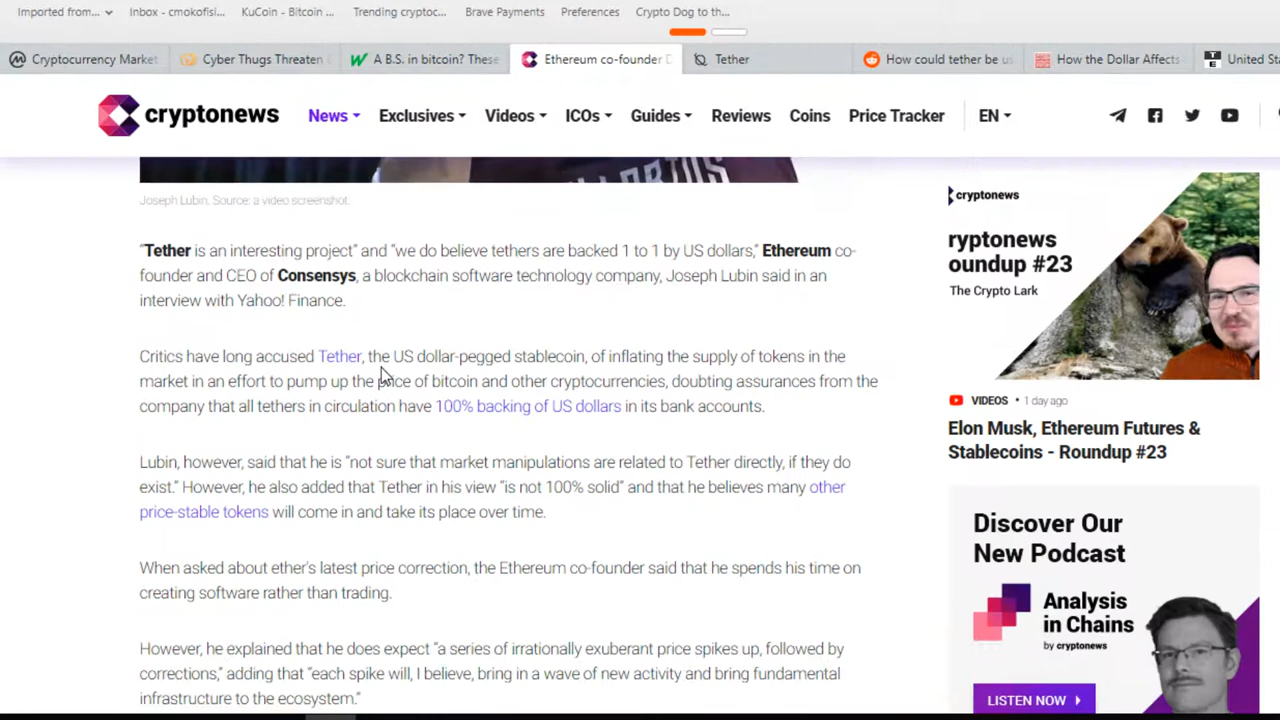 Imported from...
Inbox - cmokofisi...
KuCoin - Bitcoin ...
Trending cryptoc...
Brave Payments
Preferences
Crypto Dog to th...
Cryptocurrency Market
Cyber Thugs Threaten
A B.S. in bitcoin? These
Ethereum co-founder
Tether
How could tether be
How the Dollar Affects
United Sta
cryptonews
News
Exclusives
Videos
ICOs
Guides
Reviews
Coins
Price Tracker
EN
Joseph Lubin. Source: a video screenshot.
"Tether is an interesting project" and "we do believe tethers are backed 1 to 1 by US dollars," Ethereum co-
founder and CEO of Consensys, a blockchain software technology company, Joseph Lubin said in an
interview with Yahoo! Finance.
Critics have long accused Tether, the US dollar-pegged stablecoin, of inflating the supply of tokens in the
market in an effort to pump up the price of bitcoin and other cryptocurrencies, doubting assurances from the
company that all tethers in circulation have 100% backing of US dollars in its bank accounts.
Lubin, however, said that he is "not sure that market manipulations are related to Tether directly, if they do
exist." However, he also added that Tether in his view "is not 100% solid" and that he believes many other
price-stable tokens will come in and take its place over time.
When asked about ether's latest price correction, the Ethereum co-founder said that he spends his time on
creating software rather than trading.
However, he explained that he does expect "a series of irrationally exuberant price spikes up, followed by
corrections," adding that "each spike will, I believe, bring in a wave of new activity and bring fundamental
infrastructure to the ecosystem."
cryptonews
ryptonews
oundup #23
The Crypto Lark
VIDEOS • 1 day ago
Elon Musk, Ethereum Futures &
Stablecoins - Roundup #23
Discover Our
New Podcast
Analysis
in Chains
by cryptonews
LISTEN NOW